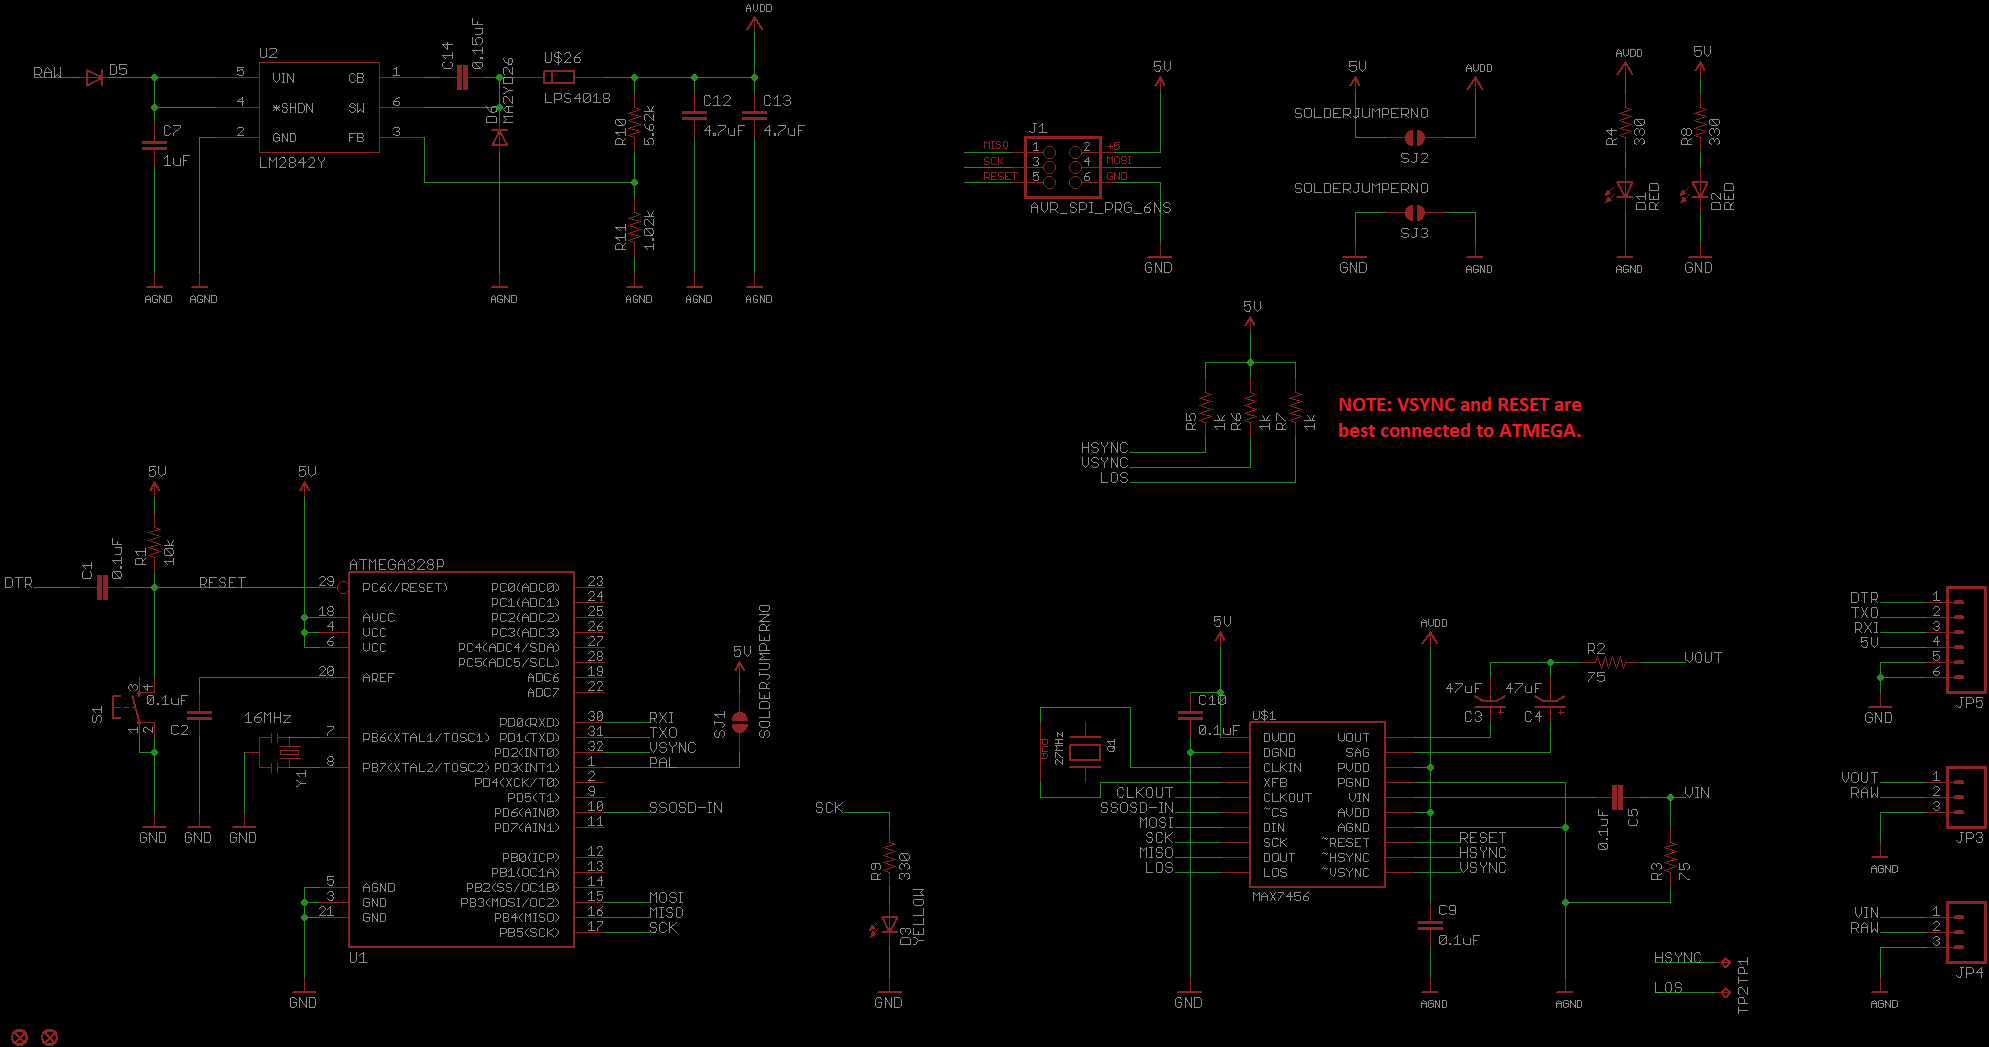 AVDD
RAW
D5
U2
5 VIN CB 1
4 *SHDN SW 6
2 GND FB 3
LM2842Y
C7
1uF
C14
0.15uF
D6
MA2YD26
U$26
LPS4018
R10
5.62k
R11
1.02k
C12
4.7uF
C13
4.7uF
AGND
AGND
AGND
AGND
AGND
AGND
5V
J1
MISO 1 2 +5
SCK 3 4 MOSI
RESET 5 6 GND
AVR_SPI_PRG_6NS
GND
5V
AVDD
SOLDERJUMPERNO
SJ2
SOLDERJUMPERNO
SJ3
GND
AGND
AVDD
5V
R4
330
R8
330
D1
RED
D2
RED
AGND
GND
5V
R5
1k
R6
1k
R7
1k
HSYNC
VSYNC
LOS
NOTE: VSYNC and RESET are
best connected to ATMEGA.
5V
5V
DTR
C1
0.1uF
R1
10k
RESET
S1
3
4
1
2
0.1uF
C2
16MHz
Y1
GND
GND
GND
ATMEGA328P
29 PC6(/RESET)
18 AVCC
4 VCC
6 VCC
20 AREF
7 PB6(XTAL1/TOSC1)
8 PB7(XTAL2/TOSC2)
5 AGND
3 GND
21 GND
PC0(ADC0) 23
PC1(ADC1) 24
PC2(ADC2) 25
PC3(ADC3) 26
PC4(ADC4/SDA) 27
PC5(ADC5/SCL) 28
ADC6 19
ADC7 22
PD0(RXD) 30 RXI
PD1(TXD) 31 TXO
PD2(INT0) 32 VSYNC
PD3(INT1) 1 PAL
PD4(XCK/T0) 2
PD5(T1) 9
PD6(AIN0) 10 SSOSD-IN
PD7(AIN1) 11
PB0(ICP) 12
PB1(OC1A) 13
PB2(SS/OC1B) 14
PB3(MOSI/OC2) 15 MOSI
PB4(MISO) 16 MISO
PB5(SCK) 17 SCK
U1
GND
5V
SJ1
SOLDERJUMPERNO
SCK
R9
330
D3
YELLOW
GND
5V
AVDD
C10
0.1uF
Gnd
27MHz
Q1
U$1
DVDD VOUT
DGND SAG
CLKIN PVDD
XFB PGND
CLKOUT CLKOUT VIN
SSOSD-IN ~CS AVDD
MOSI DIN AGND
SCK SCK ~RESET RESET
MISO DOUT ~HSYNC HSYNC
LOS LOS ~VSYNC VSYNC
MAX7456
47uF
C3
47uF
C4
R2
75
VOUT
0.1uF
C5
VIN
R3
75
C9
0.1uF
GND
AGND
AGND
HSYNC
LOS
TP2
TP1
DTR 1
TXO 2
RXI 3
5V 4
5
6
JP5
GND
VOUT 1
RAW 2
3
JP3
AGND
VIN 1
RAW 2
3
JP4
AGND